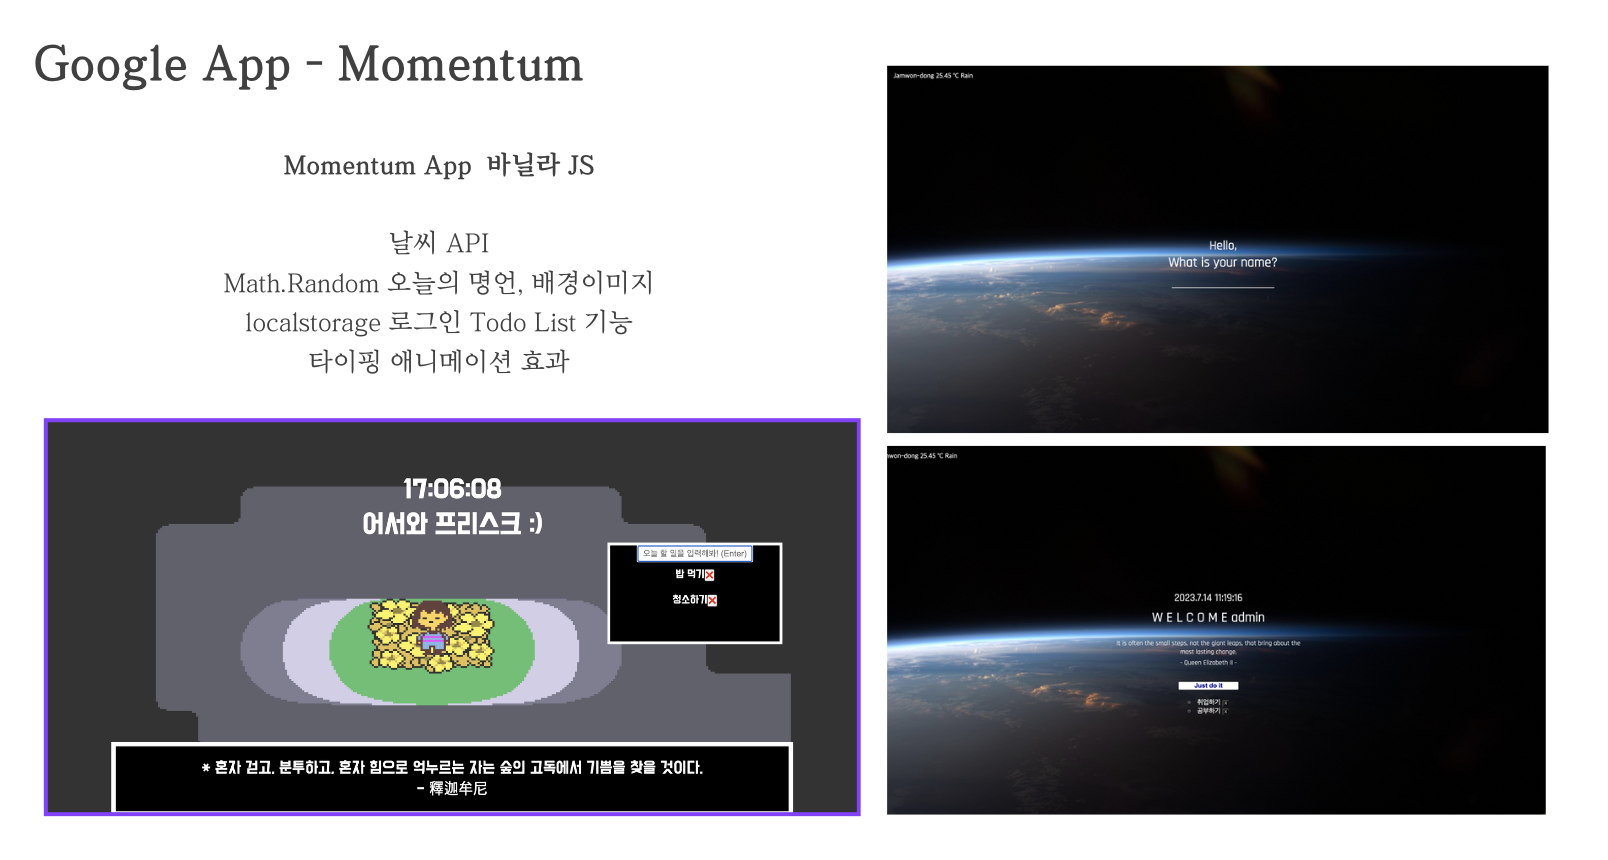 Google App - Momentum
Momentum App 바닐라 JS
날씨 API
Math.Random 오늘의 명언, 배경이미지
localstorage 로그인 Todo List 기능
타이핑 애니메이션 효과
17:06:08
어서와 프리스크 :)
오늘 할 일을 입력해봐! (Enter)
밥 먹기
청소하기
* 혼자 걷고, 분투하고, 혼자 힘으로 억누르는 자는 숲의 고독에서 기쁨을 찾을 것이다.
- 釋迦牟尼
Jamwon-dong 25.45 °C Rain
Hello,
What is your name?
won-dong 25.45 °C Rain
2023.7.14 11:19:16
W E L C O M E admin
It is often the small steps, not the giant leaps, that bring about the
most lasting change.
- Queen Elizabeth II -
Just do it
취업하기
공부하기